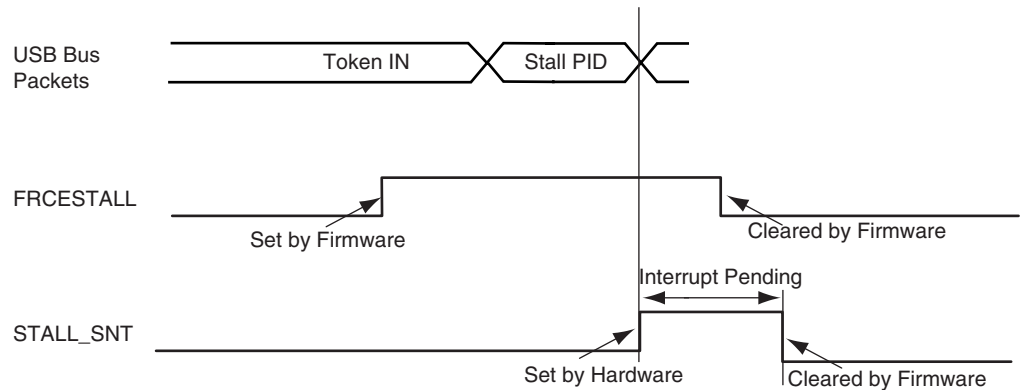 USB Bus
Packets
Token IN
Stall PID
FRCESTALL
Set by Firmware
Cleared by Firmware
Interrupt Pending
STALL_SNT
Set by Hardware
Cleared by Firmware